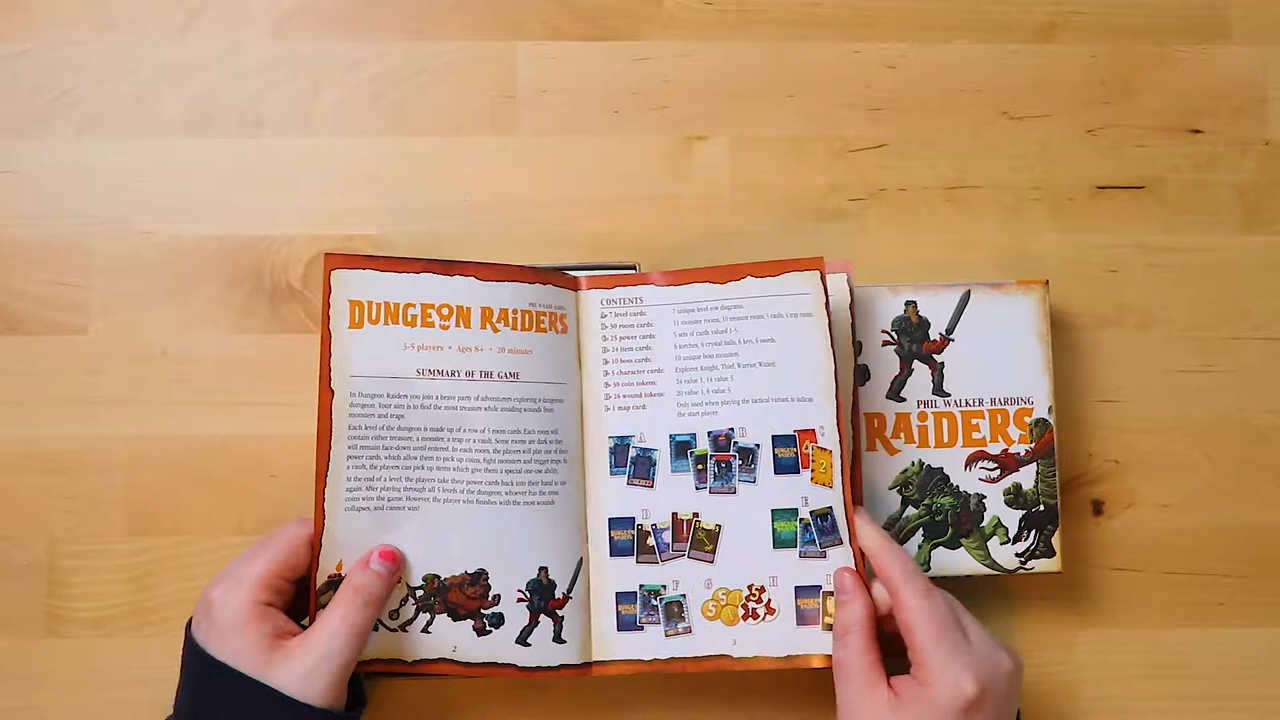 PHIL WALKER-HARDING
DUNGEON RAIDERS
3-5 players • Ages 8+ • 20 minutes
SUMMARY OF THE GAME
In Dungeon Raiders you join a brave party of adventurers exploring a dangerous
dungeon. Your aim is to find the most treasure while avoiding wounds from
monsters and traps.
Each level of the dungeon is made up of a row of 5 room cards. Each room will
contain either treasure, a monster, a trap or a vault. Some rooms are dark so they
will remain face-down until entered. In each room, the players will play one of their
power cards, which allow them to pick up coins, fight monsters and trigger traps. In
a vault, the players can pick up items which give them a special one-use ability.
At the end of a level, the players take their power cards back into their hand to use
again. After playing through all 5 levels of the dungeon, whoever has the most
coins wins the game. However, the player who finishes with the most wounds
collapses, and cannot win!
2
CONTENTS
7 level cards: 7 unique level row diagrams.
30 room cards: 11 monster rooms, 10 treasure rooms, 5 vaults, 4 trap rooms.
25 power cards: 5 sets of cards valued 1-5.
24 item cards: 6 torches, 6 crystal balls, 6 keys, 6 swords.
10 boss cards: 10 unique boss monsters.
5 character cards: Explorer, Knight, Thief, Warrior, Wizard.
38 coin tokens: 24 value 1, 14 value 5.
26 wound tokens: 20 value 1, 6 value 5.
1 map card: Only used when playing the tactical variant to indicate
the start player.
A B C
D E
F G H I
3
PHIL WALKER-HARDING
RAIDERS